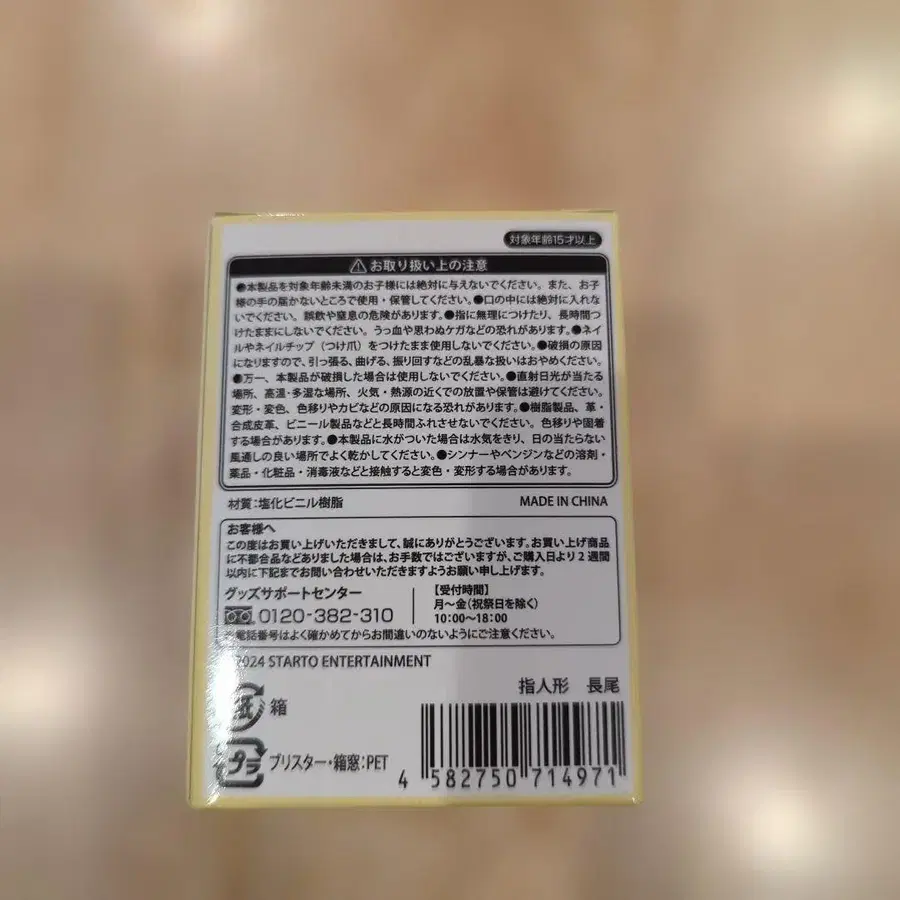 対象年齢15才以上
お取り扱い上の注意
●本製品を対象年齢未満のお子様には絶対に与えないでください。また、お子
様の手の届かないところで使用・保管してください。●口の中には絶対に入れな
いでください。誤飲や窒息の危険があります。●指に無理につけたり、長時間つ
けたままにしないでください。うっ血や思わぬケガなどの恐れがあります。●ネイ
ルやネイルチップ（つけ爪）をつけたまま使用しないでください。●破損の原因
になりますので、引っ張る、曲げる、振り回すなどの乱暴な扱いはおやめください。
●万一、本製品が破損した場合は使用しないでください。●直射日光が当たる
場所、高温・多湿な場所、火気・熱源の近くでの放置や保管は避けてください。
変形・変色、色移りやカビなどの原因になる恐れがあります。●樹脂製品、革・
合成皮革、ビニール製品などと長時間ふれさせないでください。色移りや固着
する場合があります。●本製品に水がついた場合は水気をきり、日の当たらない
風通しの良い場所でよく乾かしてください。●シンナーやベンジンなどの溶剤・
薬品・化粧品・消毒液などと接触すると変色・変形する場合があります。
材質:塩化ビニル樹脂 MADE IN CHINA
お客様へ
この度はお買い上げいただきまして、誠にありがとうございます。お買い上げ商品
に不都合品などありました場合は、お手数ではございますが、ご購入日より2週間
以内に下記までお問い合わせいただきますようお願い申し上げます。
グッズサポートセンター
0120-382-310
【受付時間】
月～金(祝祭日を除く)
10:00～18:00
お電話番号はよく確かめてからお間違いのないようにご注意ください。
2024 STARTO ENTERTAINMENT
指人形 長尾
紙 箱
プラ ブリスター・箱窓:PET
4 582750 714971